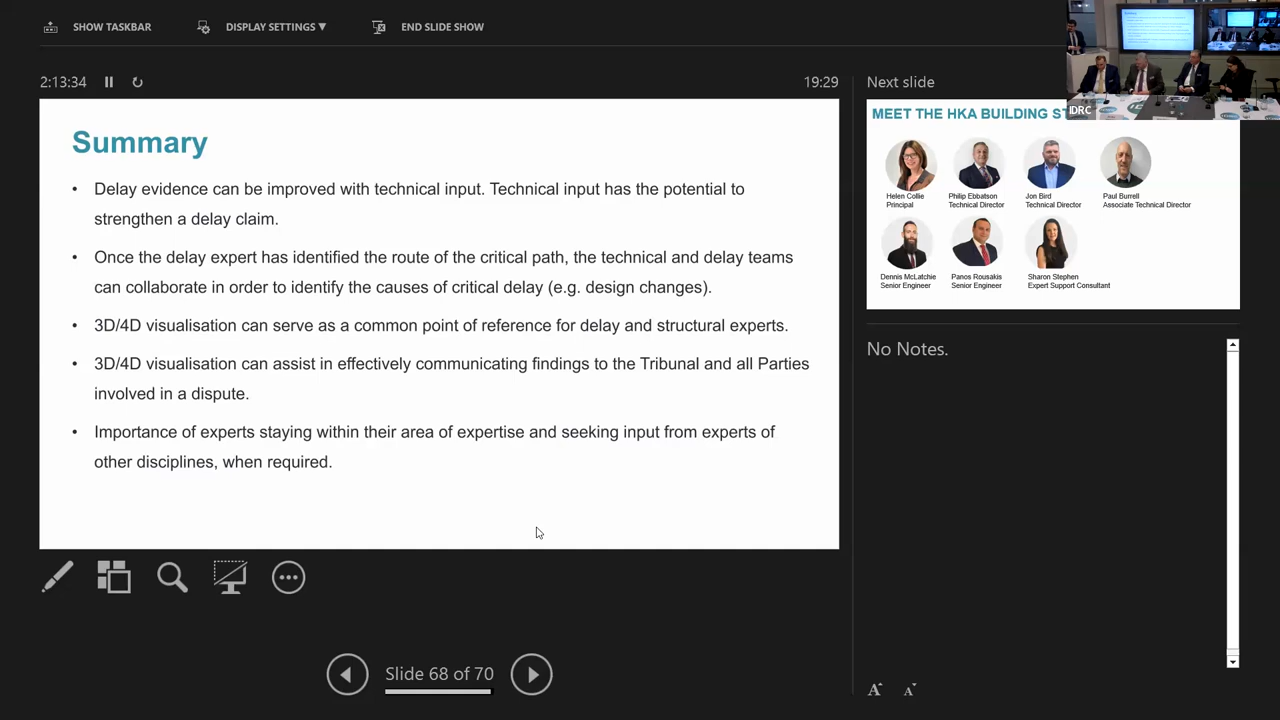 SHOW TASKBAR
DISPLAY SETTINGS ▼
END SLIDE SHOW
2:13:34
19:29
Summary
• Delay evidence can be improved with technical input. Technical input has the potential to
strengthen a delay claim.
• Once the delay expert has identified the route of the critical path, the technical and delay teams
can collaborate in order to identify the causes of critical delay (e.g. design changes).
• 3D/4D visualisation can serve as a common point of reference for delay and structural experts.
• 3D/4D visualisation can assist in effectively communicating findings to the Tribunal and all Parties
involved in a dispute.
• Importance of experts staying within their area of expertise and seeking input from experts of
other disciplines, when required.
Slide 68 of 70
Next slide
IDRC
MEET THE HKA BUILDING
Helen Collie
Principal
Philip Ebbatson
Technical Director
Jon Bird
Technical Director
Paul Burrell
Associate Technical Director
Dennis McLatchie
Senior Engineer
Panos Rousakis
Senior Engineer
Sharon Stephen
Expert Support Consultant
No Notes.
A
A